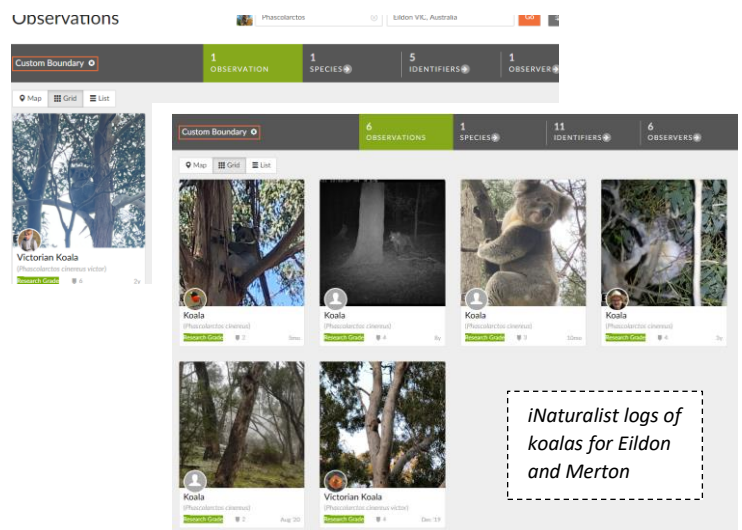 Observations
Phascolarctos
Eildon VIC, Australia
Go
Custom Boundary
1
OBSERVATION
1
SPECIES
5
IDENTIFIERS
1
OBSERVER
Map
Grid
List
Victorian Koala
(Phascolarctos cinereus victor)
Research Grade
6
2y
Custom Boundary
6
OBSERVATIONS
1
SPECIES
11
IDENTIFIERS
6
OBSERVERS
Map
Grid
List
Koala
(Phascolarctos cinereus)
Research Grade
2
Koala
(Phascolarctos cinereus)
Research Grade
4
8y
Koala
(Phascolarctos cinereus)
Research Grade
3
10mo
Koala
(Phascolarctos cinereus)
Research Grade
4
3y
Koala
(Phascolarctos cinereus)
Research Grade
2
Aug '20
Victorian Koala
(Phascolarctos cinereus victor)
Research Grade
4
Dec '19
iNaturalist logs of
koalas for Eildon
and Merton